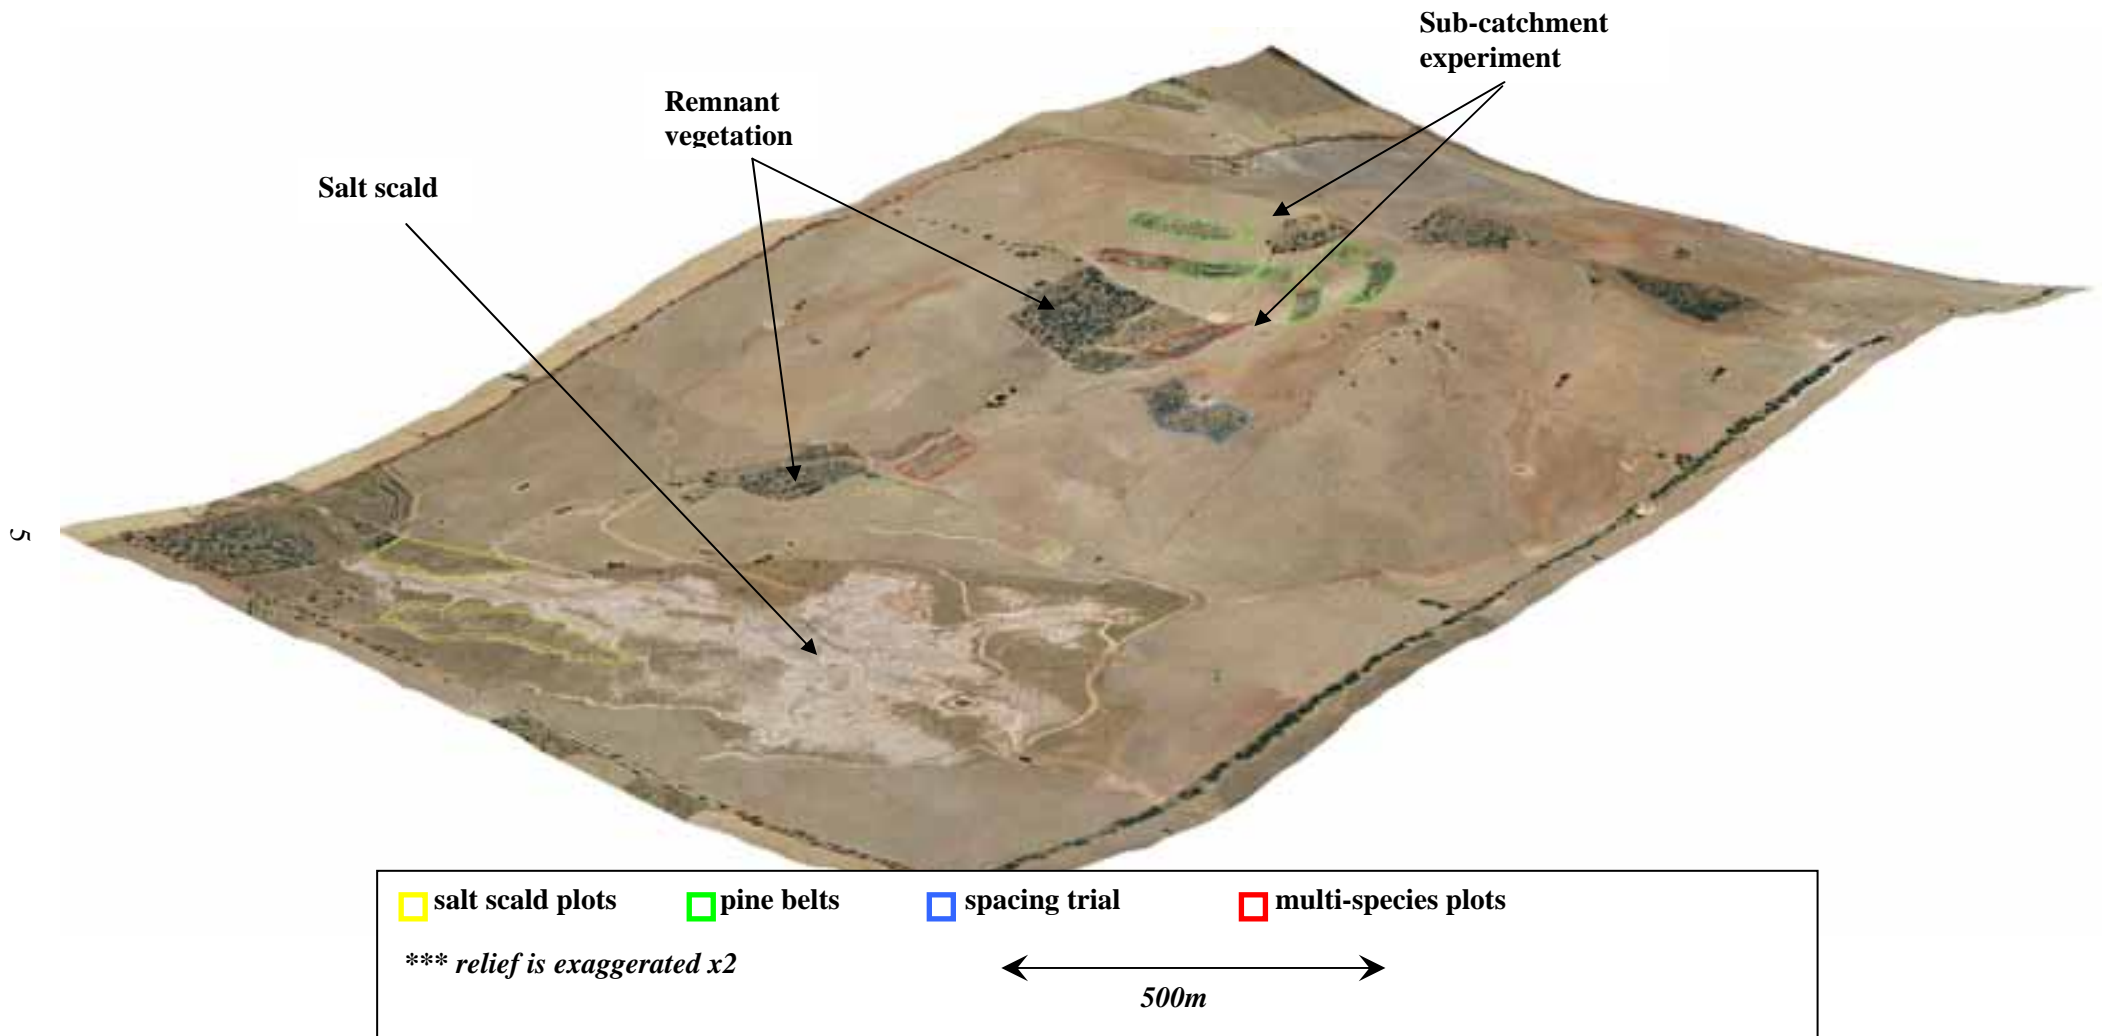 Sub-catchment
experiment
Remnant
vegetation
Salt scald
5
salt scald plots
pine belts
spacing trial
multi-species plots
*** relief is exaggerated x2
500m